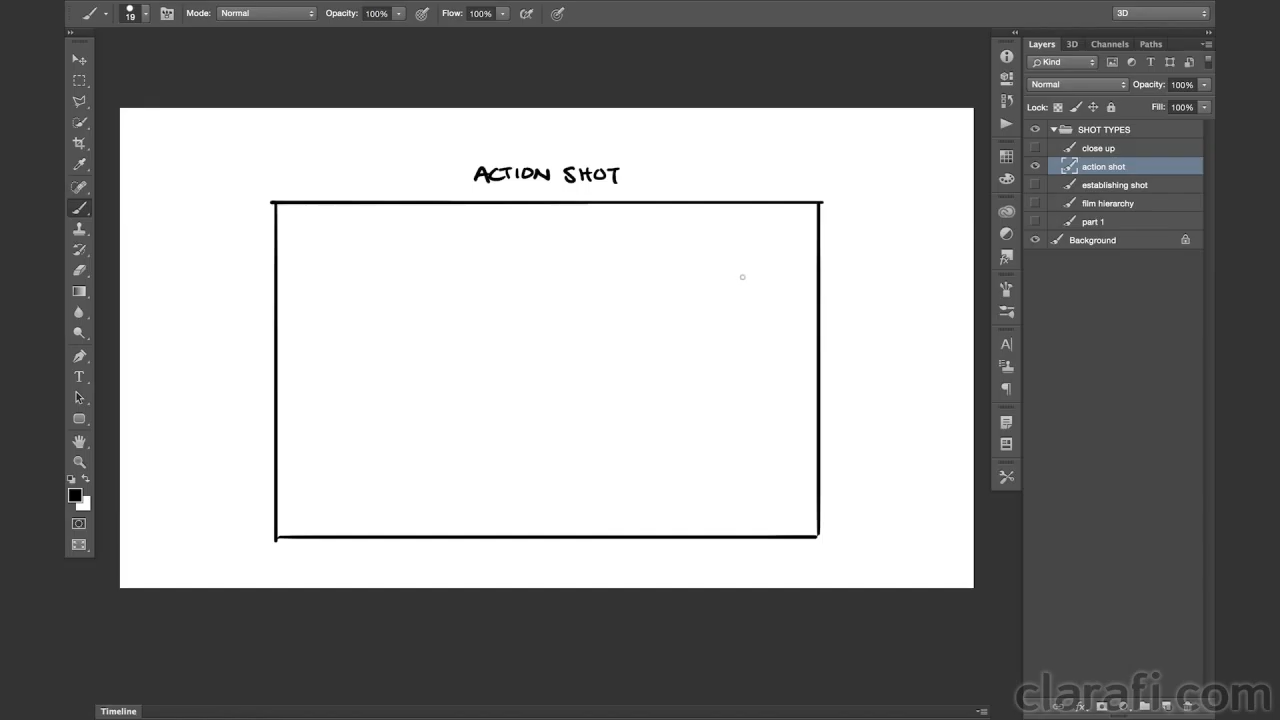 19 Mode: Normal Opacity: 100% Flow: 100% 3D
Layers 3D Channels Paths
Kind T
Normal Opacity: 100%
Lock: Fill: 100%
SHOT TYPES
close up
action shot
establishing shot
film hierarchy
part 1
Background
ACTION SHOT
Timeline
clarafi.com